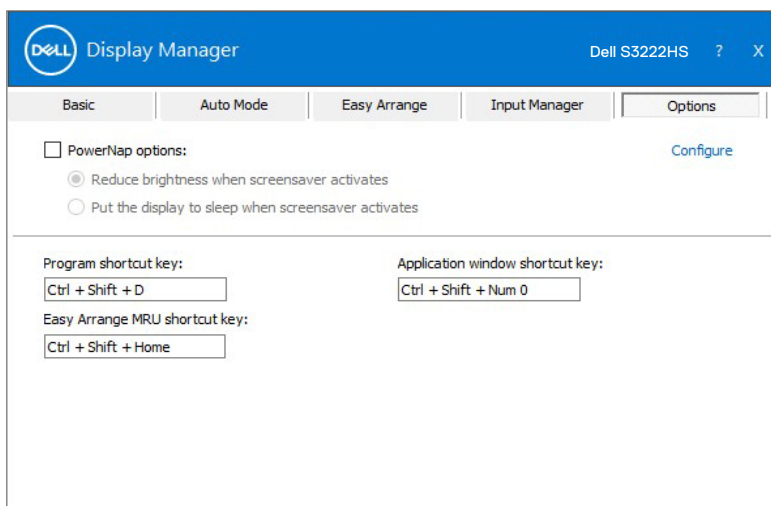 DELL Display Manager Dell S3222HS ? X
Basic Auto Mode Easy Arrange Input Manager Options
PowerNap options: Configure
Reduce brightness when screensaver activates
Put the display to sleep when screensaver activates
Program shortcut key: Application window shortcut key:
Ctrl + Shift + D Ctrl + Shift + Num 0
Easy Arrange MRU shortcut key:
Ctrl + Shift + Home